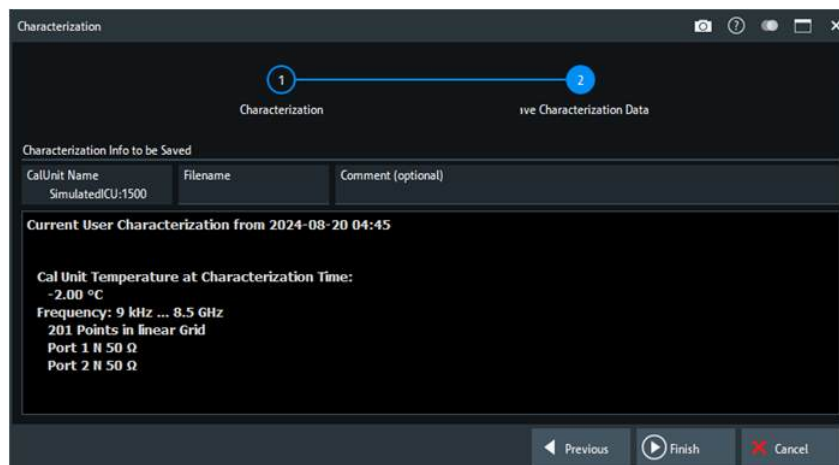 Characterization
1
2
Characterization
ve Characterization Data
Characterization Info to be Saved
CalUnit Name
Filename
Comment (optional)
SimulatedICU:1500
Current User Characterization from 2024-08-20 04:45
Cal Unit Temperature at Characterization Time:
-2.00 °C
Frequency: 9 kHz ... 8.5 GHz
201 Points in linear Grid
Port 1 N 50 Ω
Port 2 N 50 Ω
Previous
Finish
Cancel